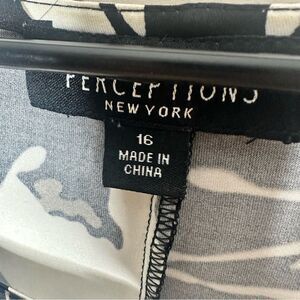 PERCEPTIONS
NEW YORK
16
MADE IN
CHINA